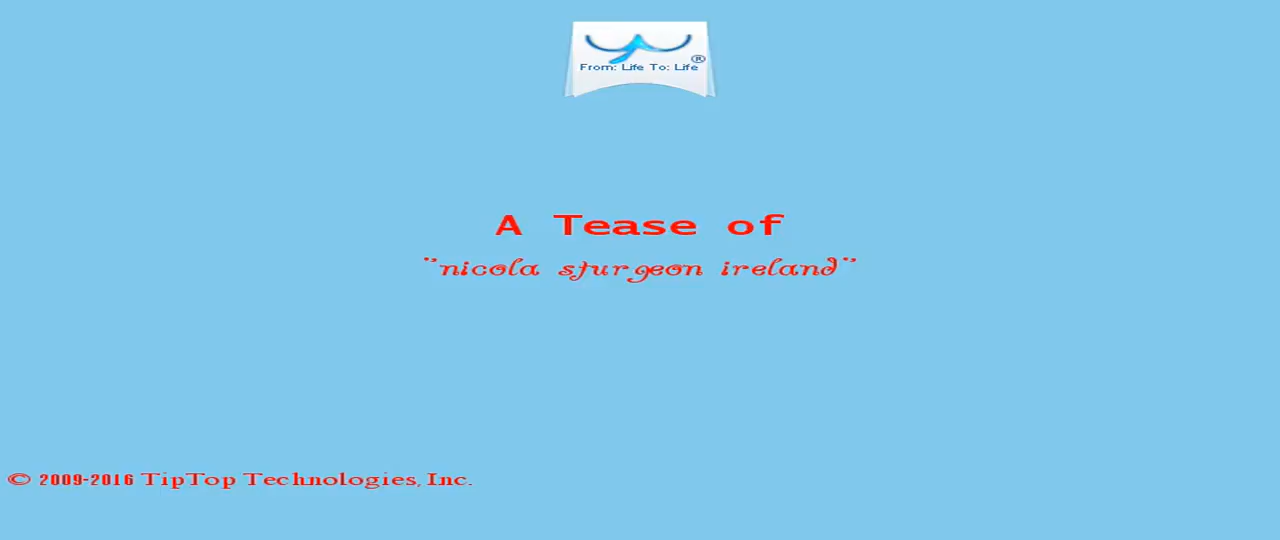 From: Life To: Life ®
A Tease of
"nicola sturgeon ireland"
© 2009-2016 TipTop Technologies, Inc.